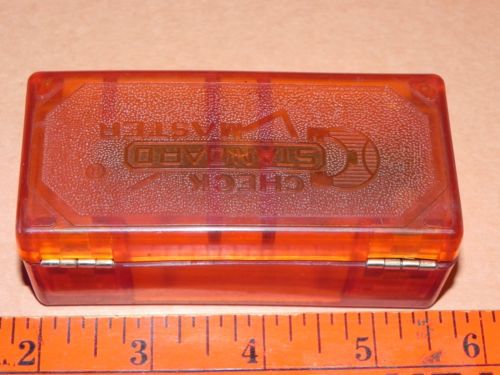 CHECK
STANDARD
MASTER
®
2 3 4 5 6